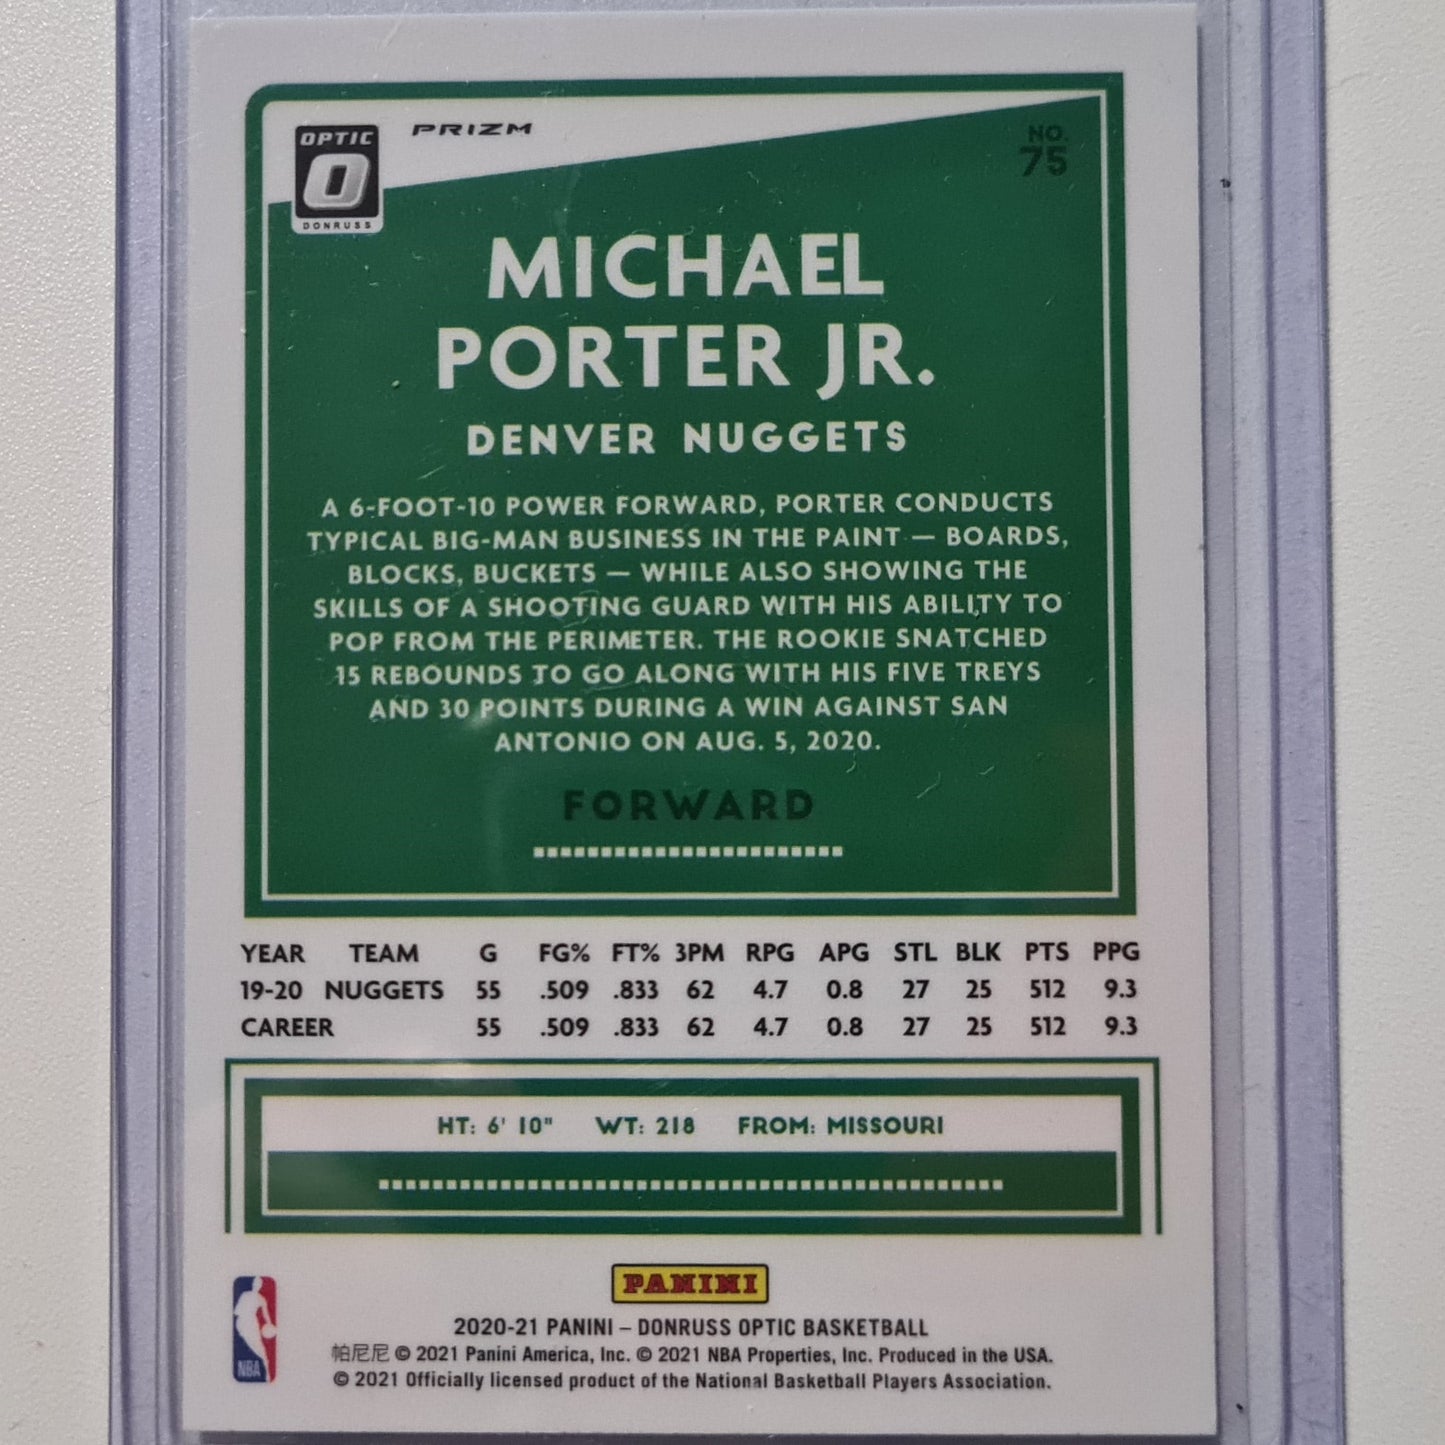 OPTIC
O
DONRUSS
PRIZM
NO.
75
MICHAEL
PORTER JR.
DENVER NUGGETS
A 6-FOOT-10 POWER FORWARD, PORTER CONDUCTS
TYPICAL BIG-MAN BUSINESS IN THE PAINT — BOARDS,
BLOCKS, BUCKETS — WHILE ALSO SHOWING THE
SKILLS OF A SHOOTING GUARD WITH HIS ABILITY TO
POP FROM THE PERIMETER. THE ROOKIE SNATCHED
15 REBOUNDS TO GO ALONG WITH HIS FIVE TREYS
AND 30 POINTS DURING A WIN AGAINST SAN
ANTONIO ON AUG. 5, 2020.
FORWARD
YEAR TEAM G FG% FT% 3PM RPG APG STL BLK PTS PPG
19-20 NUGGETS 55 .509 .833 62 4.7 0.8 27 25 512 9.3
CAREER 55 .509 .833 62 4.7 0.8 27 25 512 9.3
HT: 6' 10" WT: 218 FROM: MISSOURI
PANINI
NBA
2020-21 PANINI – DONRUSS OPTIC BASKETBALL
帕尼尼 © 2021 Panini America, Inc. © 2021 NBA Properties, Inc. Produced in the USA.
© 2021 Officially licensed product of the National Basketball Players Association.